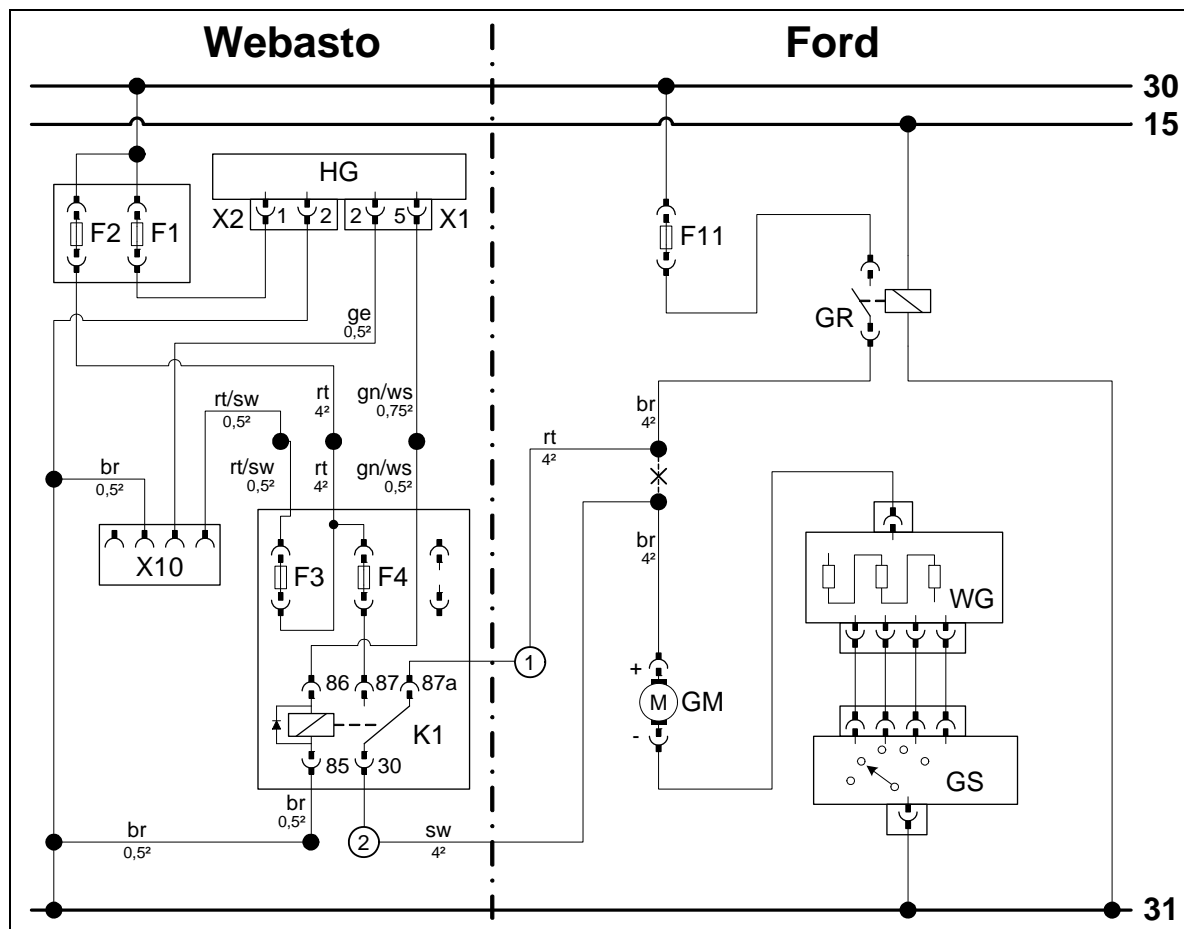 Webasto
Ford
30
15
HG
X2 1 2 2 5 X1
F2 F1
F11
GR
ge
0,5²
rt/sw
0,5²
rt
4²
gn/ws
0,75²
br
4²
rt
4²
br
0,5²
rt/sw
0,5²
rt
4²
gn/ws
0,5²
X10
F3 F4
br
4²
WG
1
86 87 87a
+
M GM
-
K1
85 30
GS
br
0,5²
br
0,5²
2
sw
4²
31